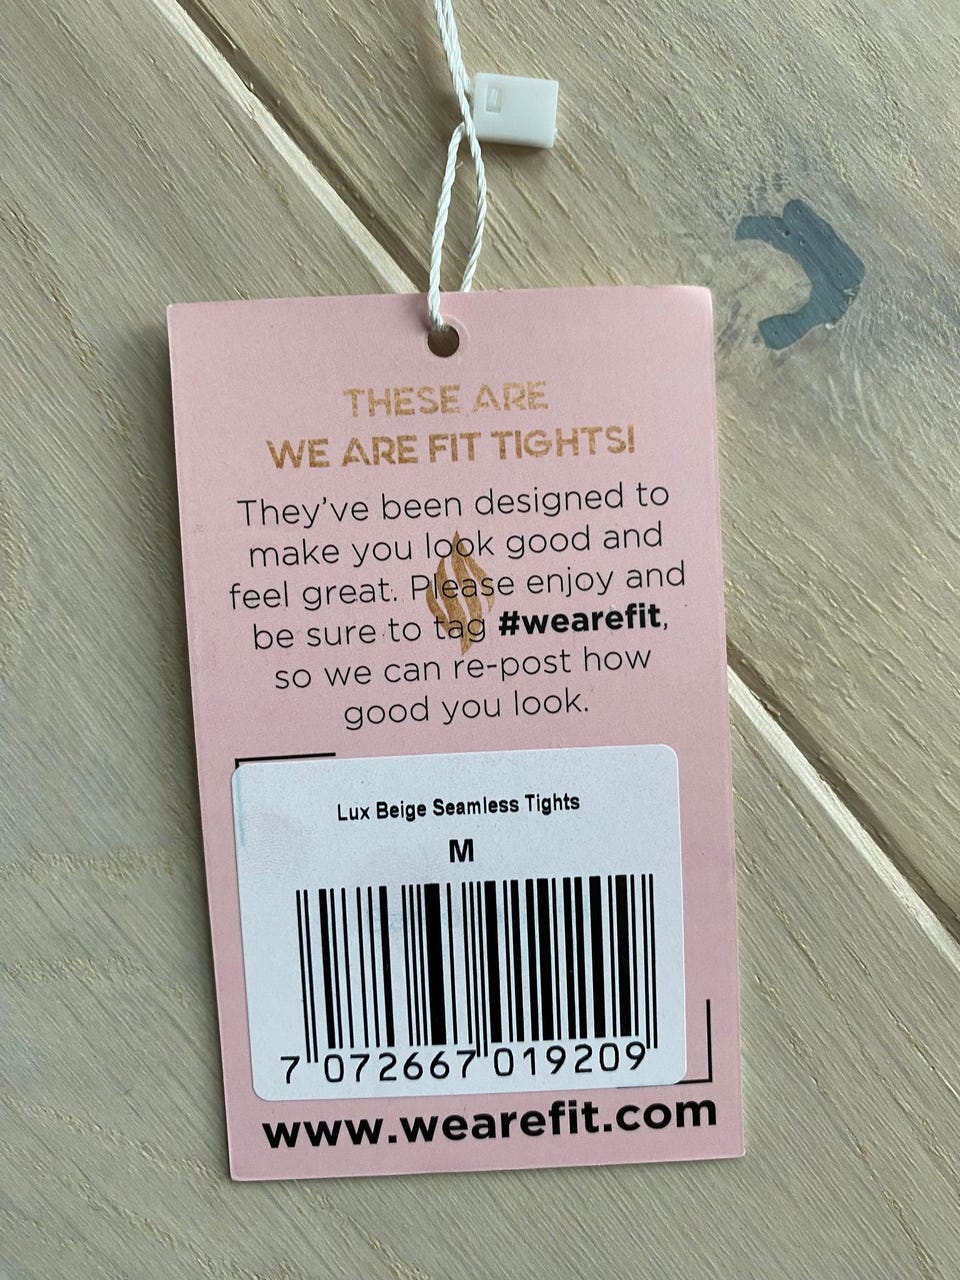 THESE ARE
WE ARE FIT TIGHTS!
They've been designed to
make you look good and
feel great. Please enjoy and
be sure to tag #wearefit,
so we can re-post how
good you look.
Lux Beige Seamless Tights
M
7 072667 019209
www.wearefit.com